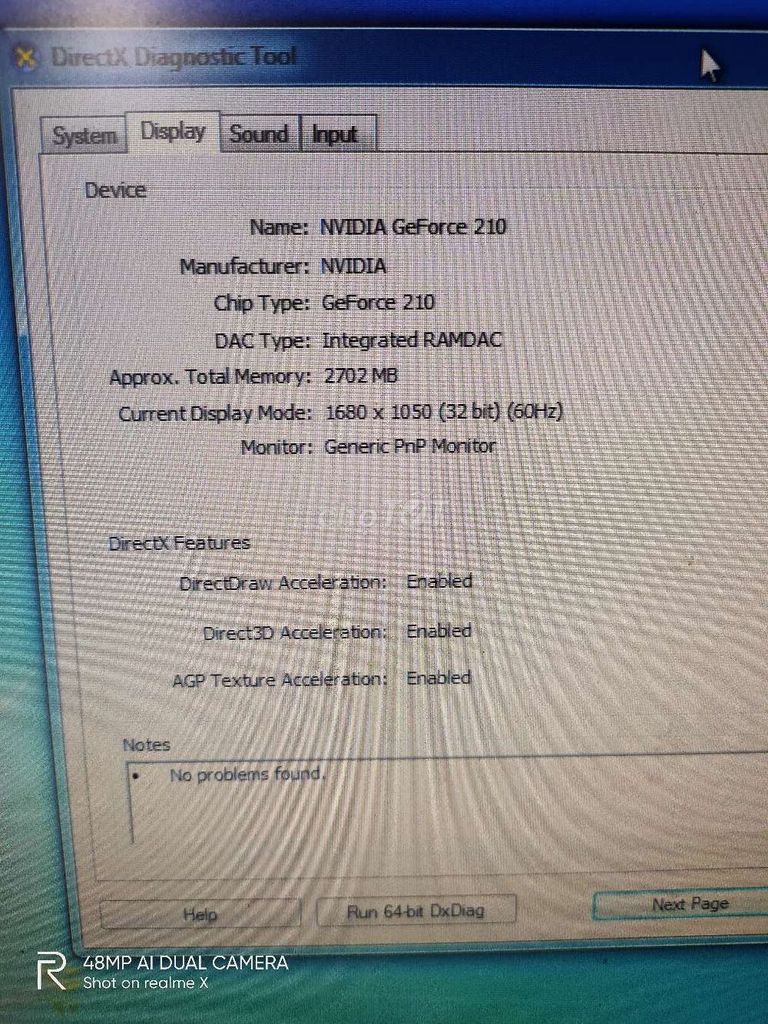 DirectX Diagnostic Tool
System Display Sound Input
Device
Name: NVIDIA GeForce 210
Manufacturer: NVIDIA
Chip Type: GeForce 210
DAC Type: Integrated RAMDAC
Approx. Total Memory: 2702 MB
Current Display Mode: 1680 x 1050 (32 bit) (60Hz)
Monitor: Generic PnP Monitor
choTỐT
DirectX Features
DirectDraw Acceleration: Enabled
Direct3D Acceleration: Enabled
AGP Texture Acceleration: Enabled
Notes
• No problems found.
Help Run 64-bit DxDiag Next Page
R 48MP AI DUAL CAMERA
Shot on realme X